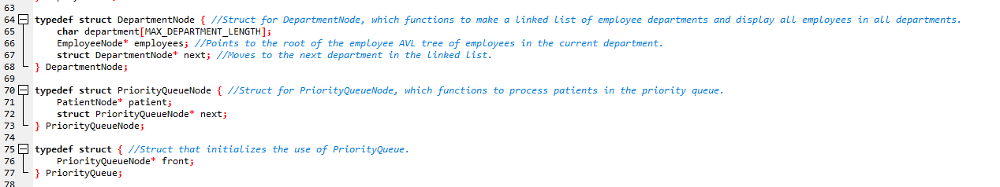 63
64 typedef struct DepartmentNode { //Struct for DepartmentNode, which functions to make a linked list of employee departments and display all employees in all departments.
65 char department[MAX_DEPARTMENT_LENGTH];
66 EmployeeNode* employees; //Points to the root of the employee AVL tree of employees in the current department.
67 struct DepartmentNode* next; //Moves to the next department in the linked list.
68 } DepartmentNode;
69
70 typedef struct PriorityQueueNode { //Struct for PriorityQueueNode, which functions to process patients in the priority queue.
71 PatientNode* patient;
72 struct PriorityQueueNode* next;
73 } PriorityQueueNode;
74
75 typedef struct { //Struct that initializes the use of PriorityQueue.
76 PriorityQueueNode* front;
77 } PriorityQueue;
78